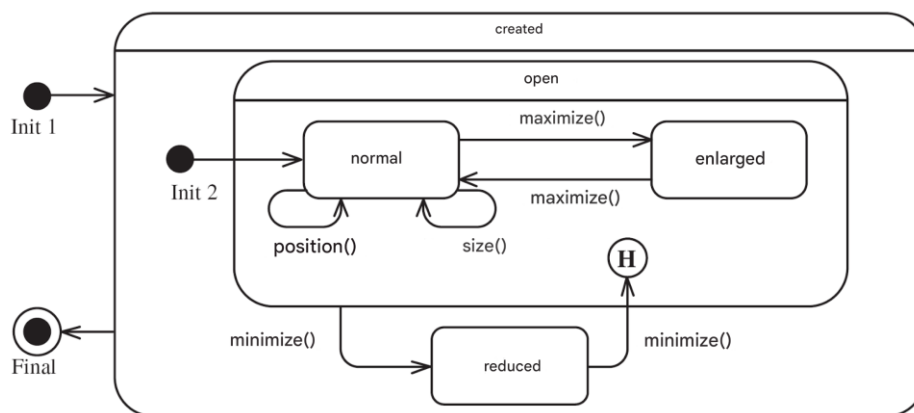 created
open
Init 1
maximize()
normal
enlarged
Init 2
maximize()
position()
size()
H
minimize()
minimize()
reduced
Final